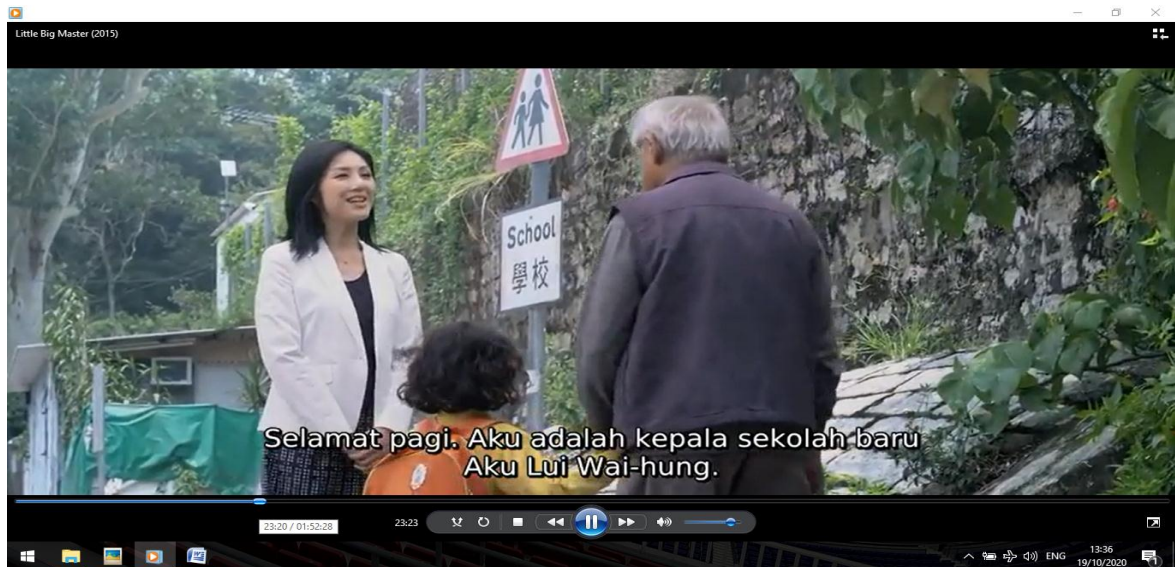 Little Big Master (2015)
School
學校
Selamat pagi. Aku adalah kepala sekolah baru
Aku Lui Wai-hung.
23:20 / 01:52:28
23:23
ENG
13:36
19/10/2020
1